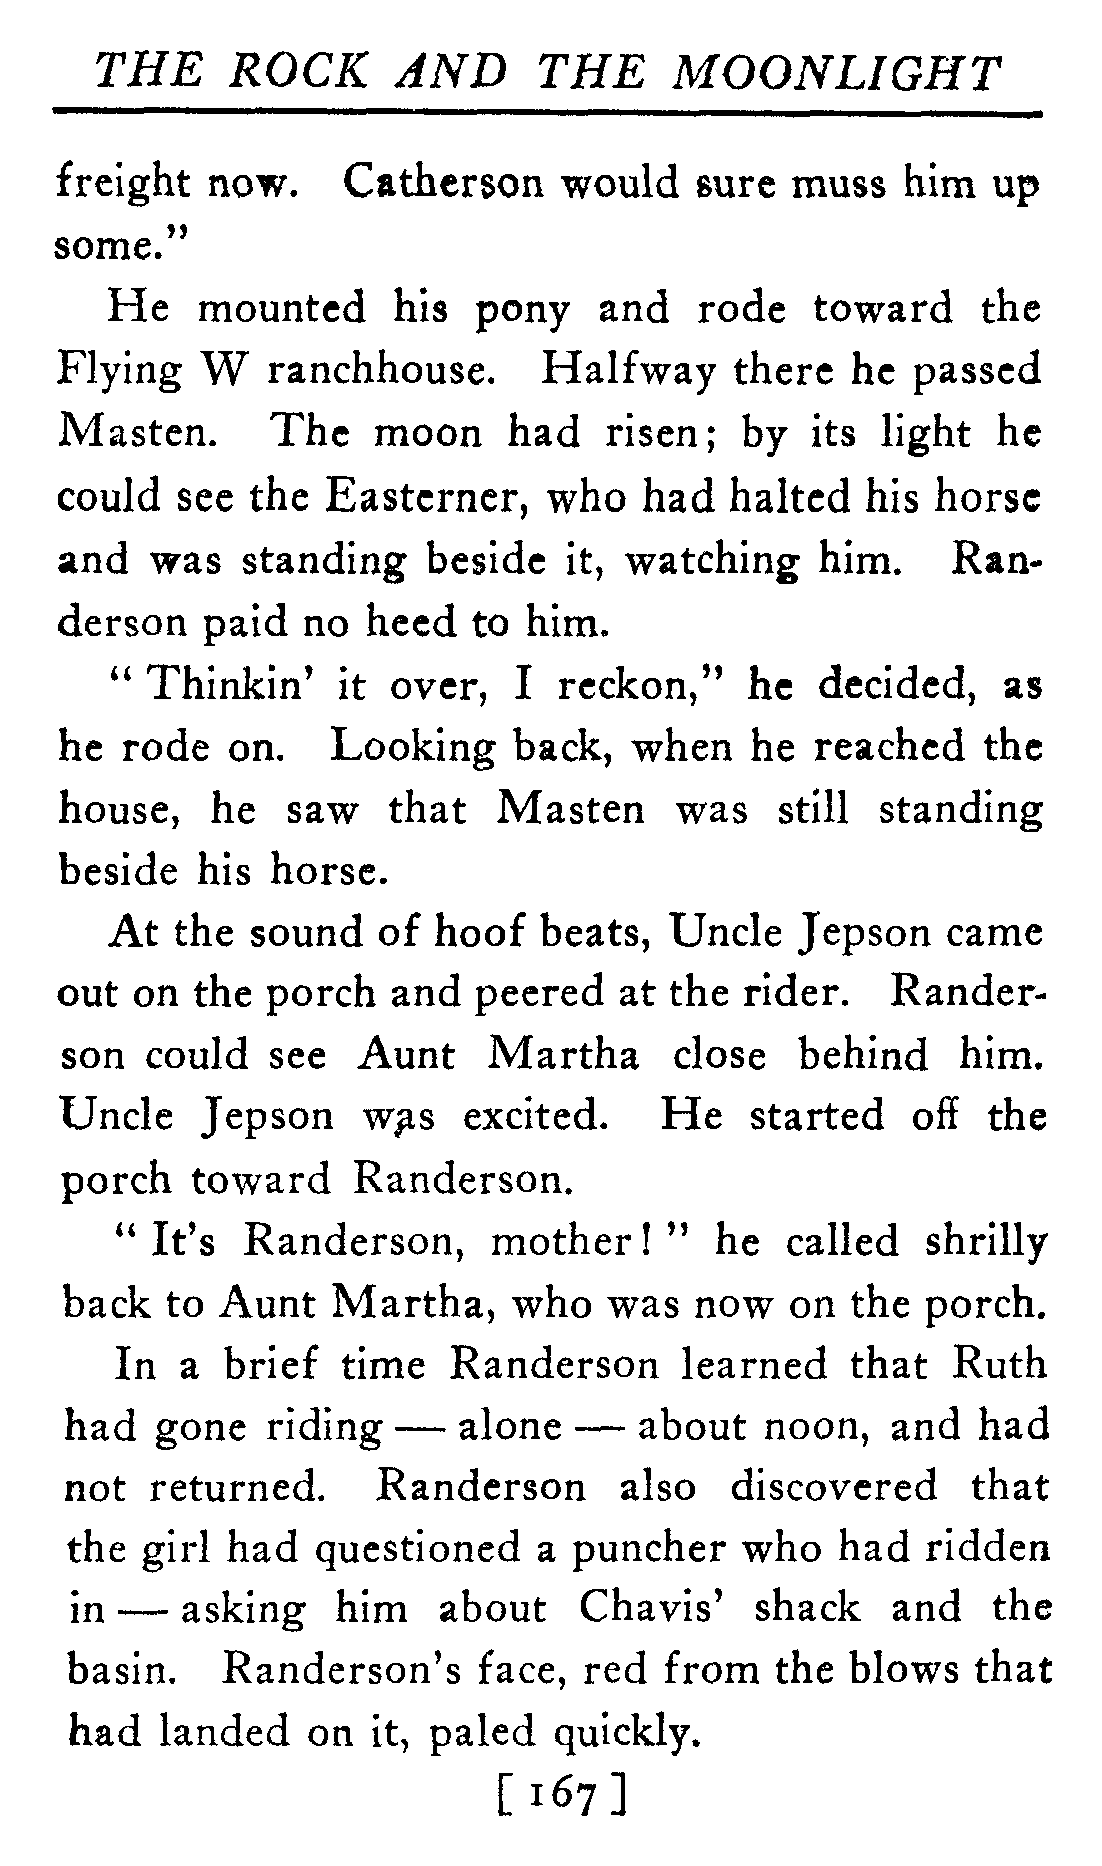 THE ROCK AND THE MOONLIGHT
freight now. Catherson would sure muss him up
some."
He mounted his pony and rode toward the
Flying W ranchhouse. Halfway there he passed
Masten. The moon had risen; by its light he
could see the Easterner, who had halted his horse
and was standing beside it, watching him. Ran-
derson paid no heed to him.
" Thinkin' it over, I reckon," he decided, as
he rode on. Looking back, when he reached the
house, he saw that Masten was still standing
beside his horse.
At the sound of hoof beats, Uncle Jepson came
out on the porch and peered at the rider. Rander-
son could see Aunt Martha close behind him.
Uncle Jepson was excited. He started off the
porch toward Randerson.
" It's Randerson, mother! " he called shrilly
back to Aunt Martha, who was now on the porch.
In a brief time Randerson learned that Ruth
had gone riding — alone — about noon, and had
not returned. Randerson also discovered that
the girl had questioned a puncher who had ridden
in — asking him about Chavis' shack and the
basin. Randerson's face, red from the blows that
had landed on it, paled quickly.
[ 167 ]